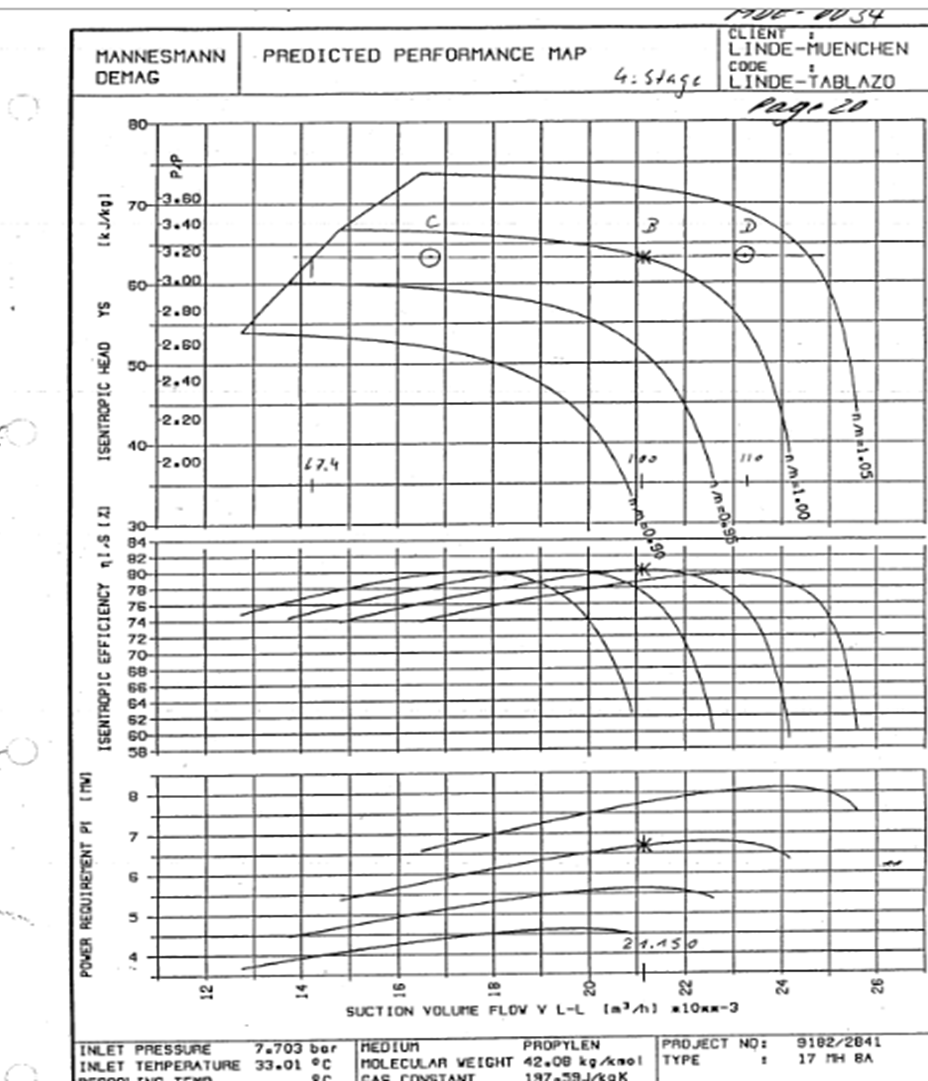 MDE-0034
MANNESMANN
DEMAG
PREDICTED PERFORMANCE MAP
4. Stage
CLIENT :
LINDE-MUENCHEN
CODE :
LINDE-TABLAZO
Page 20
80
P/P
3.60
70
3.40
3.20
60
3.00
2.80
2.60
50
2.40
2.20
40
2.00
30
ISENTROPIC HEAD YS [kJ/kg]
C
B
D
67.4
100
110
n/n=0.90
n/n=0.95
n/n=1.00
n/n=1.05
84
82
80
78
76
74
72
70
68
66
64
62
60
58
ISENTROPIC EFFICIENCY ηI,S [%]
8
7
6
5
4
POWER REQUIREMENT PI [MW]
21.150
12
14
16
18
20
22
24
26
SUCTION VOLUME FLOW V L-L [m³/h] *10**-3
INLET PRESSURE 7.703 bar
INLET TEMPERATURE 33.01 °C
RECOOLING TEMP. °C
MEDIUM PROPYLEN
MOLECULAR WEIGHT 42.08 kg/kmol
GAS CONSTANT 197.59J/kgK
PROJECT NO: 9182/2841
TYPE : 17 MH 8A